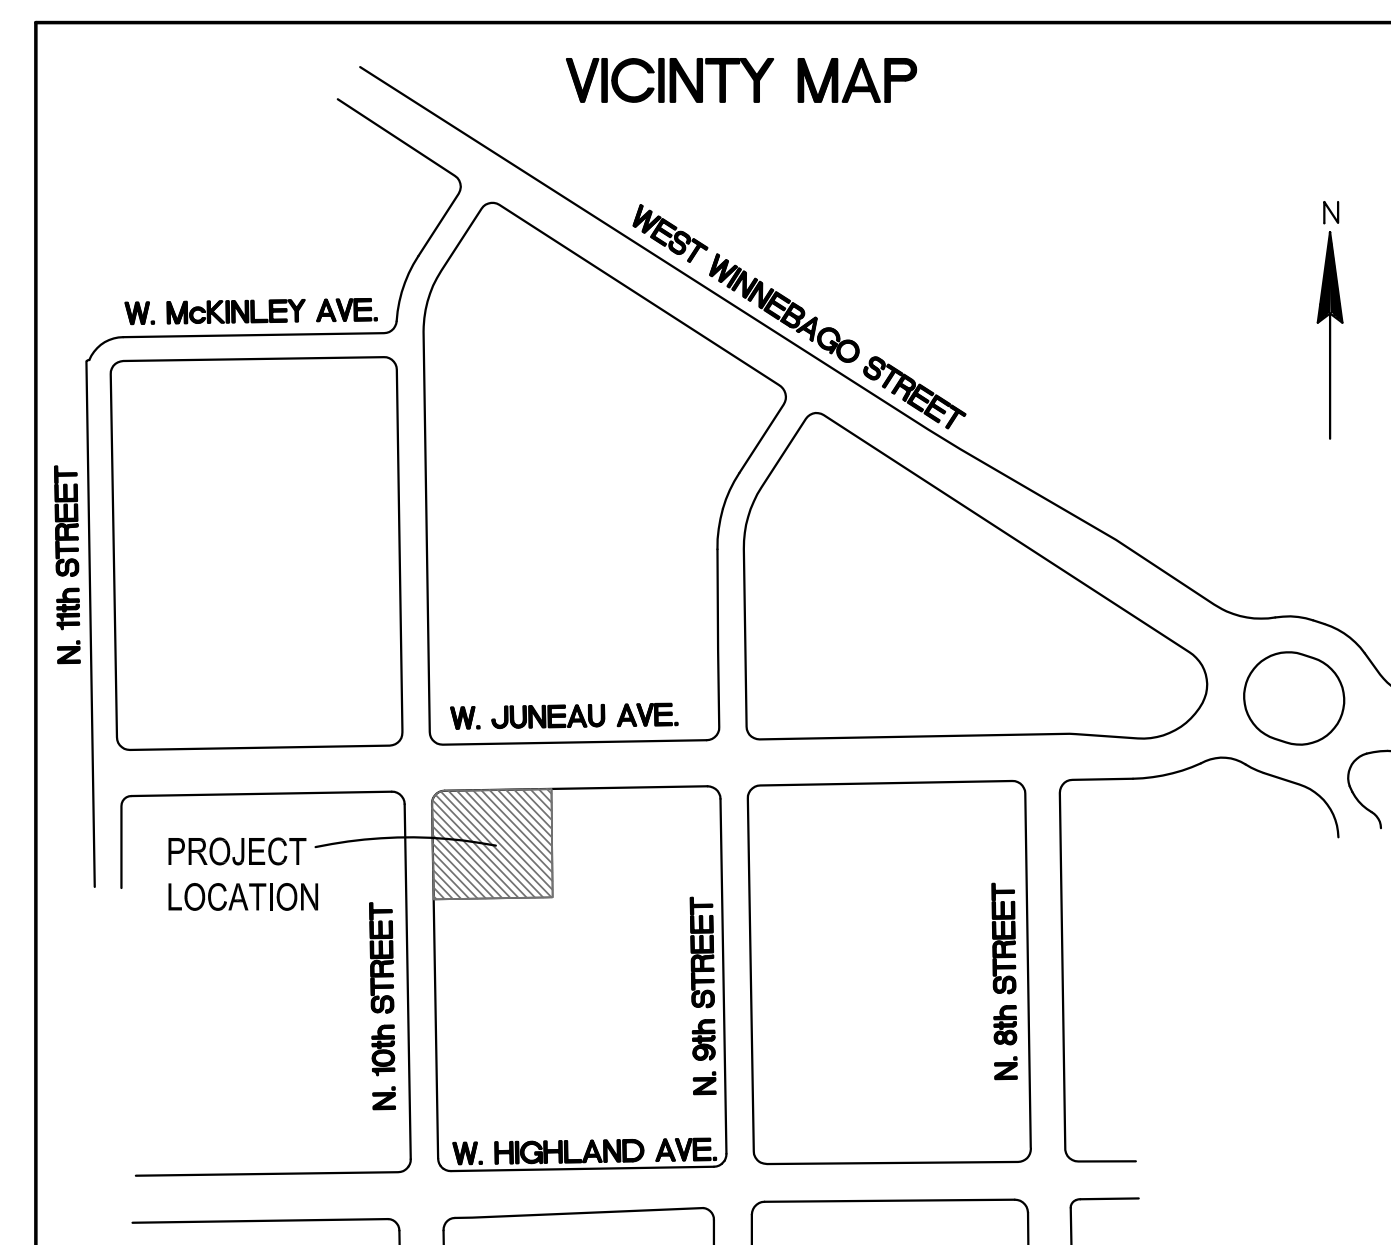 VICINTY MAP
N
WEST WINNEBAGO STREET
W. McKINLEY AVE.
N. 11th STREET
W. JUNEAU AVE.
PROJECT
LOCATION
N. 10th STREET
N. 9th STREET
N. 8th STREET
W. HIGHLAND AVE.